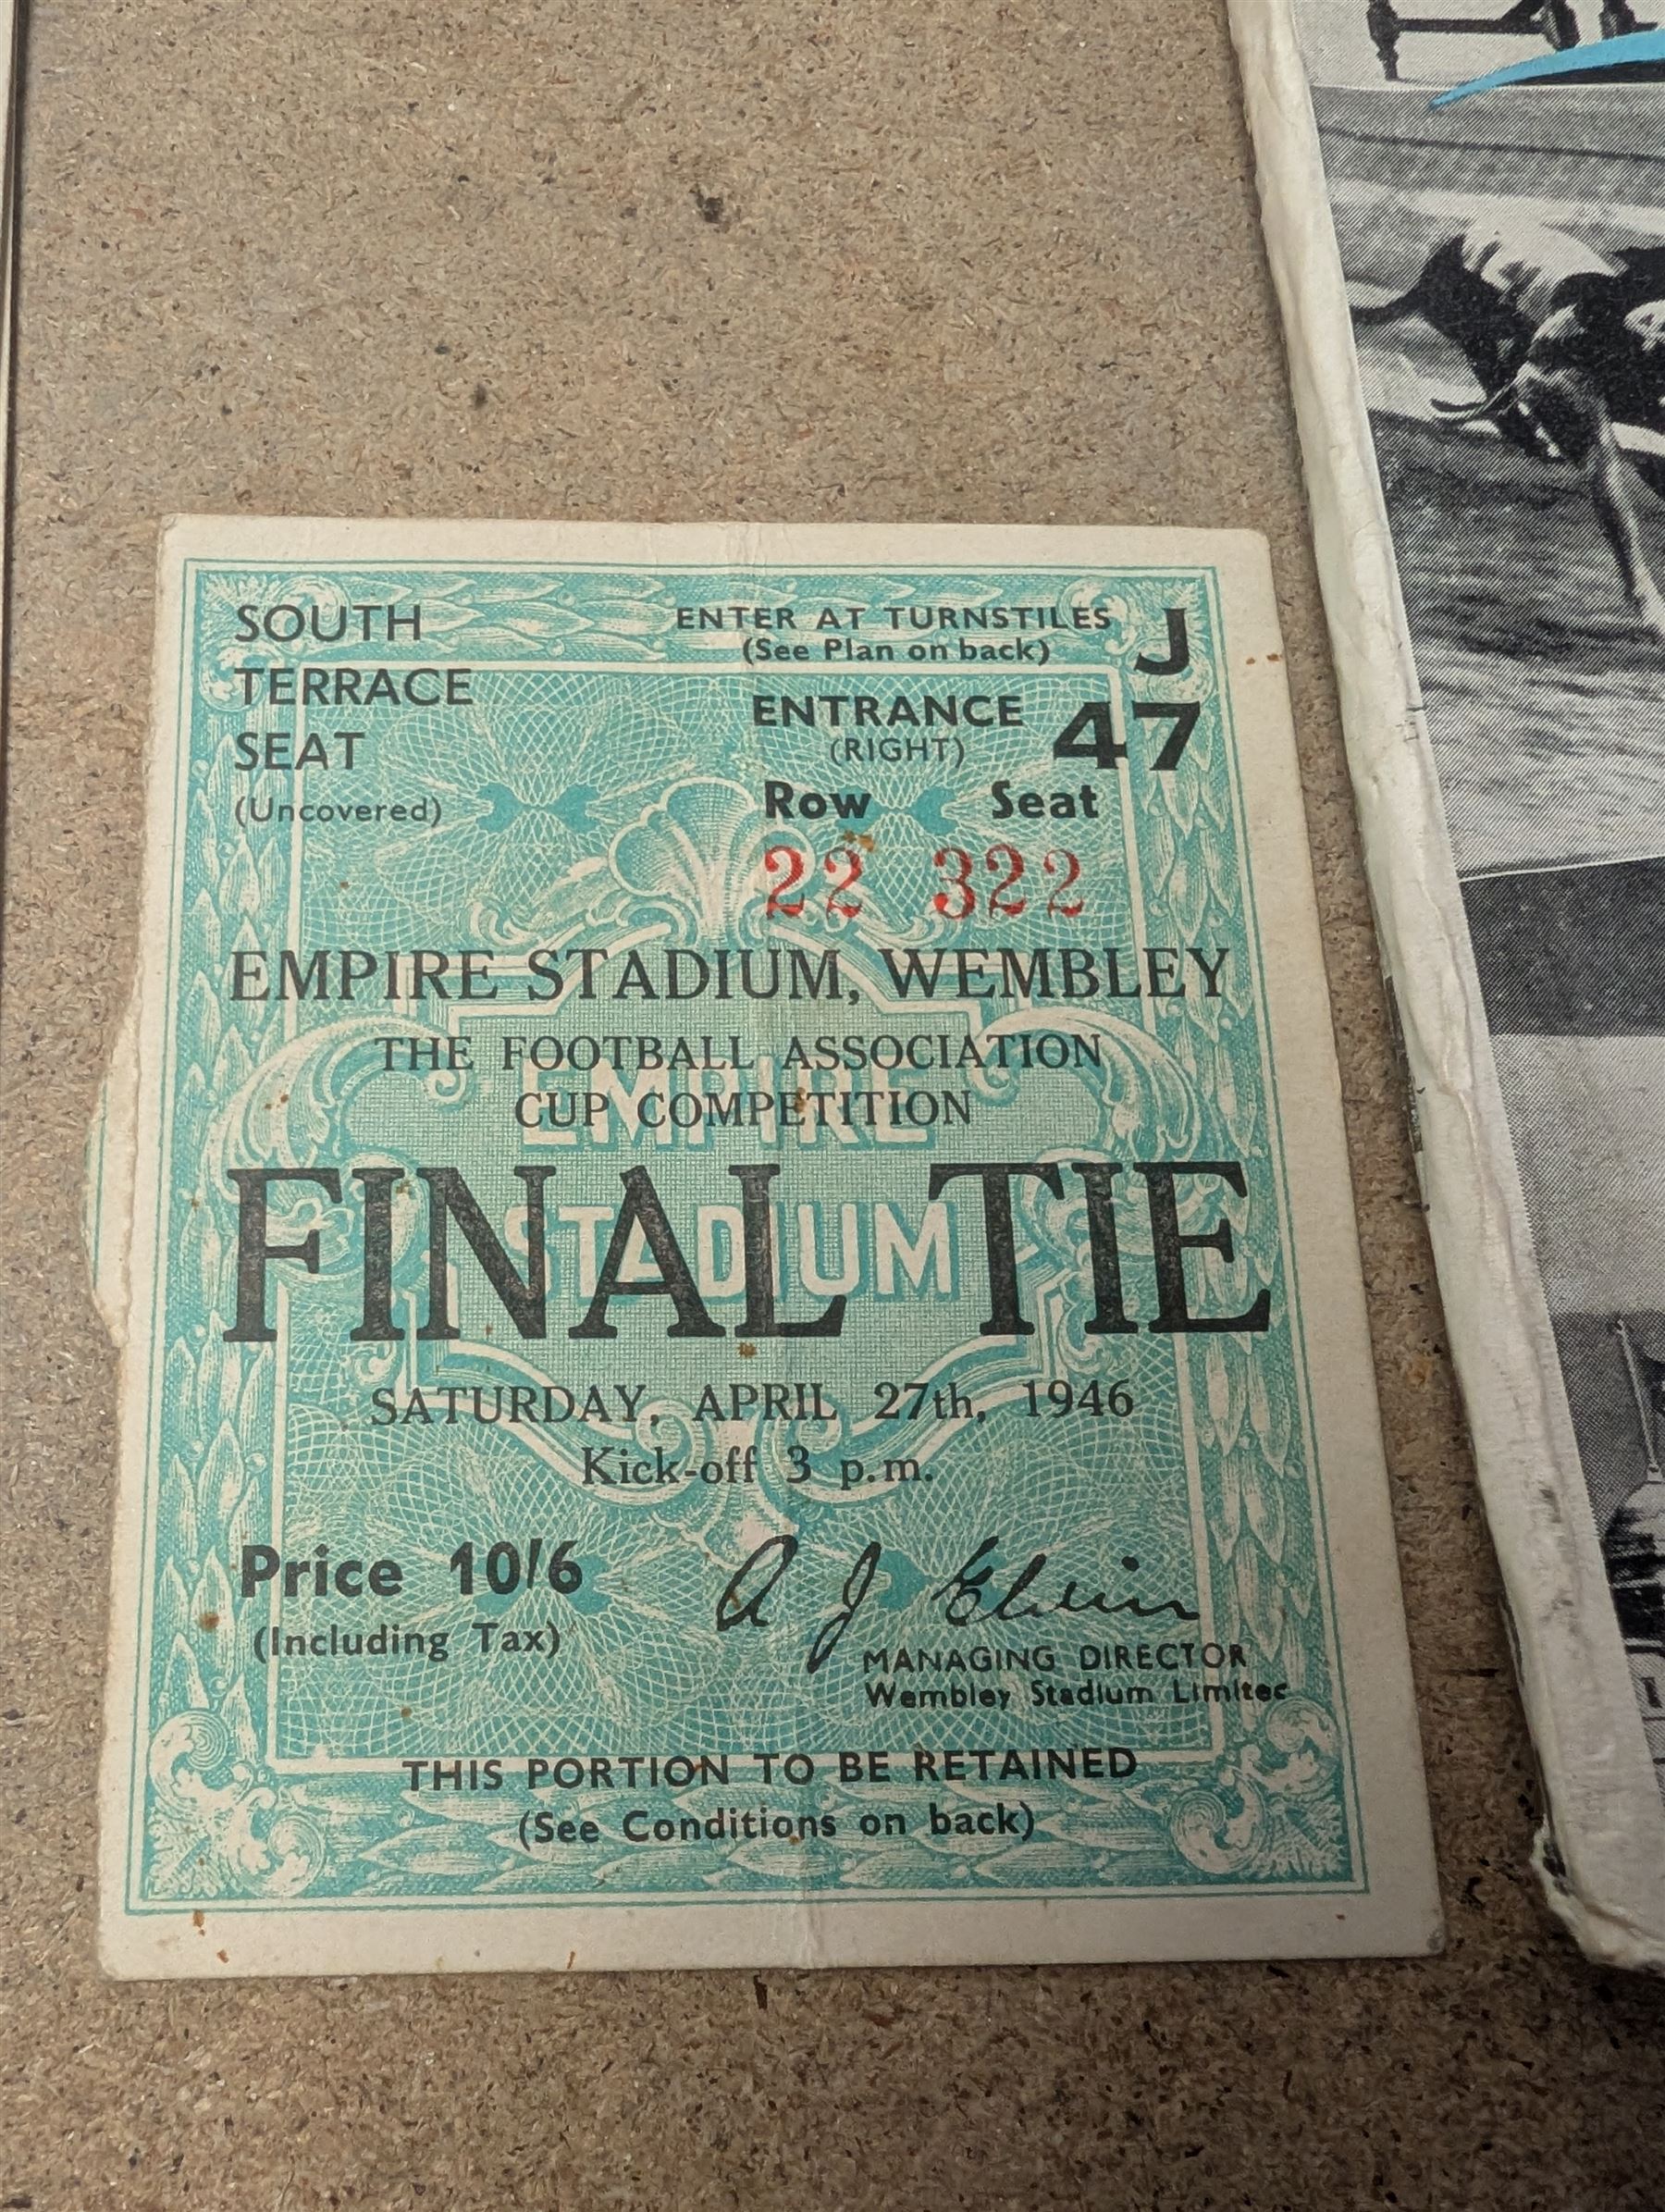 SOUTH
TERRACE
SEAT
(Uncovered)
ENTER AT TURNSTILES J
(See Plan on back)
ENTRANCE 47
(RIGHT)
Row Seat
22 322
EMPIRE STADIUM, WEMBLEY
THE FOOTBALL ASSOCIATION
CUP COMPETITION
EMPIRE
STADIUM
FINAL TIE
SATURDAY, APRIL 27th, 1946
Kick-off 3 p.m.
Price 10/6
(Including Tax)
A J Elvin
MANAGING DIRECTOR
Wembley Stadium Limited
THIS PORTION TO BE RETAINED
(See Conditions on back)